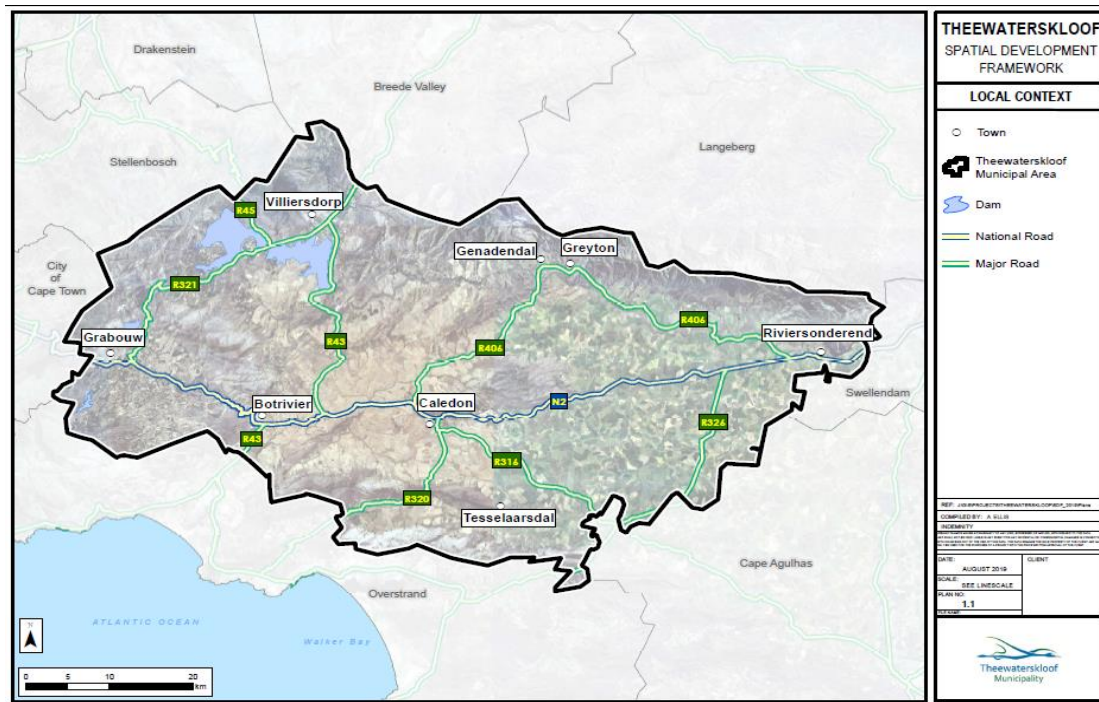 Drakenstein
Breede Valley
Langeberg
Stellenbosch
Villiersdorp
R45
Genadendal
Greyton
City
of
Cape Town
R321
Grabouw
R43
R406
R406
Riviersonderend
Swellendam
Botrivier
Caledon
N2
R43
R326
R316
R320
Tesselaarsdal
Cape Agulhas
Overstrand
ATLANTIC OCEAN
Walker Bay
N
0 5 10 20
km
THEEWATERSKLOOF
SPATIAL DEVELOPMENT
FRAMEWORK
LOCAL CONTEXT
Town
Theewaterskloof
Municipal Area
Dam
National Road
Major Road
REF:
COMPILED BY: A ELLIS
INDEMNITY
DATE:
AUGUST 2019
CLIENT
SCALE:
SEE LINESCALE
PLAN NO:
1.1
Theewaterskloof
Municipality